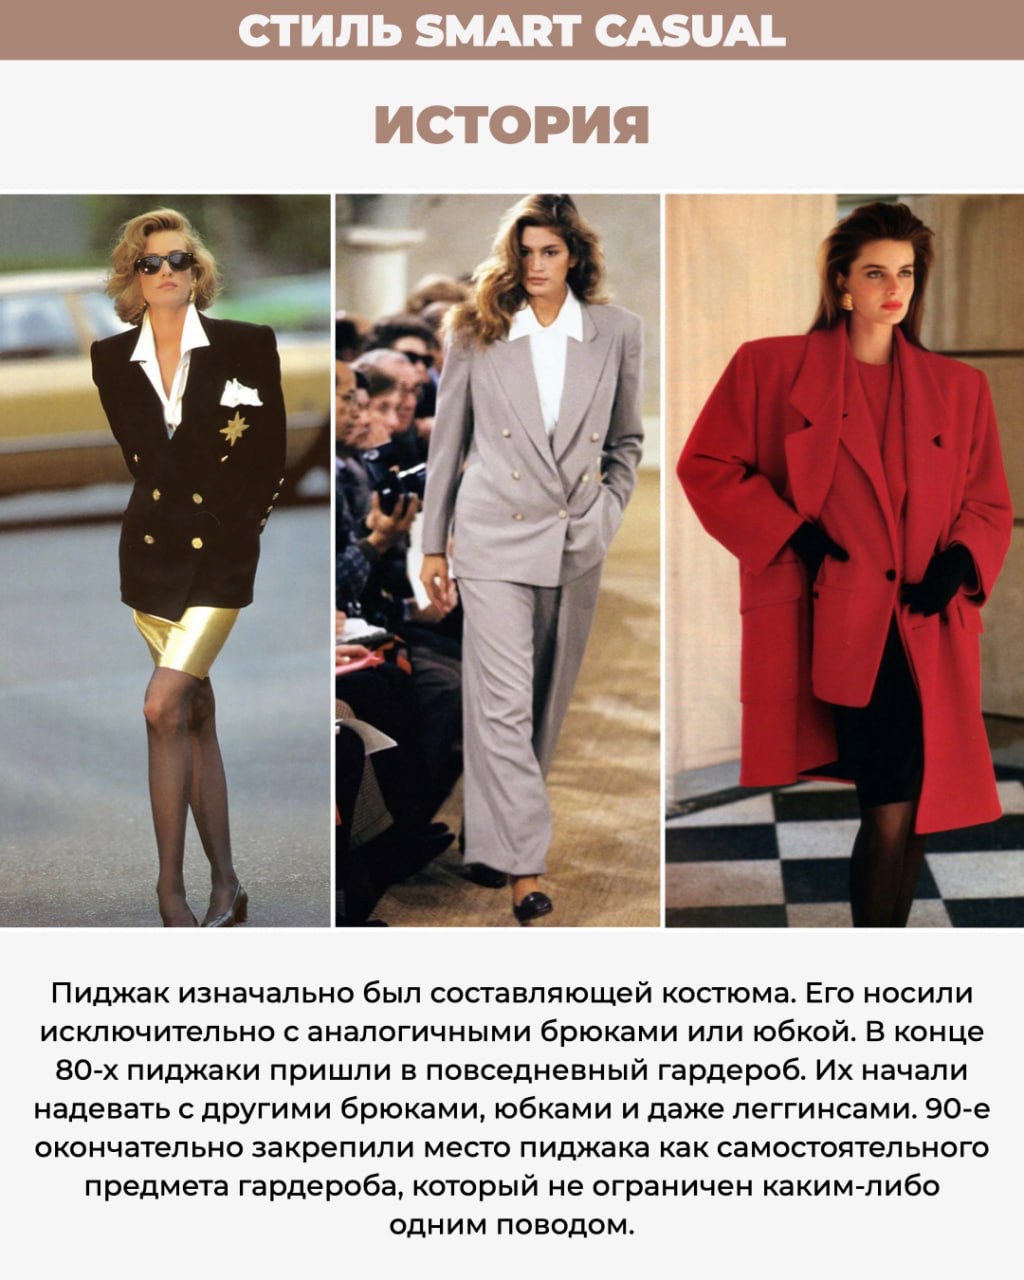 СТИЛЬ SMART CASUAL
ИСТОРИЯ
Пиджак изначально был составляющей костюма. Его носили
исключительно с аналогичными брюками или юбкой. В конце
80-х пиджаки пришли в повседневный гардероб. Их начали
надевать с другими брюками, юбками и даже леггинсами. 90-е
окончательно закрепили место пиджака как самостоятельного
предмета гардероба, который не ограничен каким-либо
одним поводом.